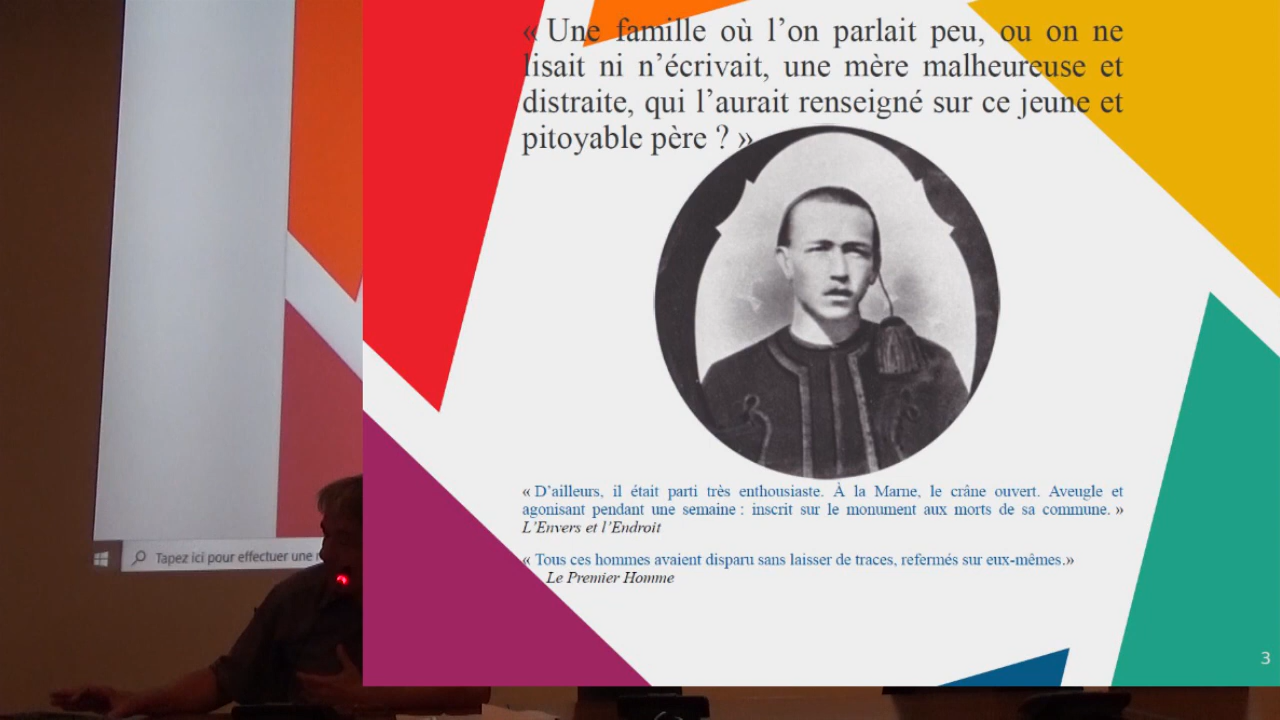 « Une famille où l’on parlait peu, ou on ne
lisait ni n’écrivait, une mère malheureuse et
distraite, qui l’aurait renseigné sur ce jeune et
pitoyable père ? »
« D’ailleurs, il était parti très enthousiaste. À la Marne, le crâne ouvert. Aveugle et
agonisant pendant une semaine : inscrit sur le monument aux morts de sa commune. »
L’Envers et l’Endroit
« Tous ces hommes avaient disparu sans laisser de traces, refermés sur eux-mêmes.»
Le Premier Homme
Tapez ici pour effectuer une
3